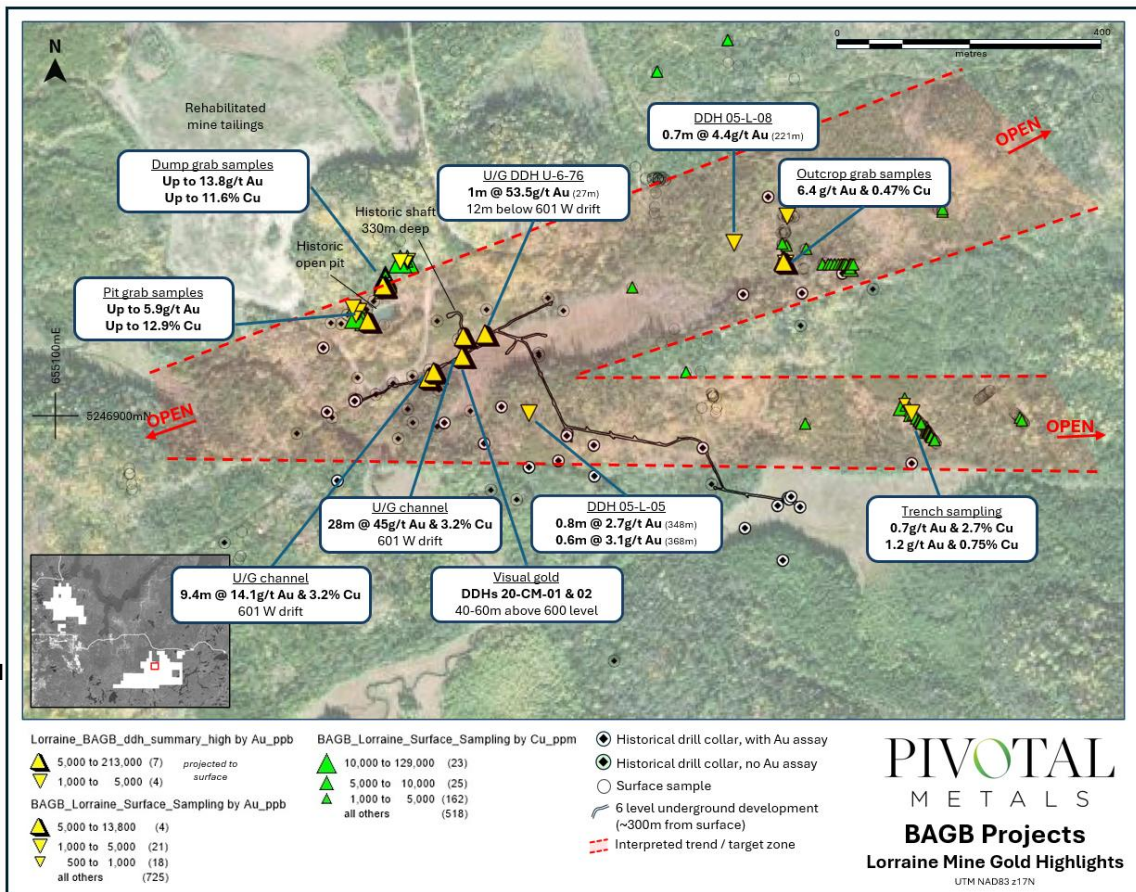 N
0
400
metres
Rehabilitated
mine tailings
DDH 05-L-08
0.7m @ 4.4g/t Au (221m)
OPEN
Dump grab samples
Up to 13.8g/t Au
Up to 11.6% Cu
U/G DDH U-6-76
1m @ 53.5g/t Au (27m)
12m below 601 W drift
Outcrop grab samples
6.4 g/t Au & 0.47% Cu
Historic shaft
330m deep
Historic
open pit
Pit grab samples
Up to 5.9g/t Au
Up to 12.9% Cu
655100mE
5246900mN
OPEN
OPEN
U/G channel
28m @ 45g/t Au & 3.2% Cu
601 W drift
DDH 05-L-05
0.8m @ 2.7g/t Au (348m)
0.6m @ 3.1g/t Au (368m)
Trench sampling
0.7g/t Au & 2.7% Cu
1.2 g/t Au & 0.75% Cu
U/G channel
9.4m @ 14.1g/t Au & 3.2% Cu
601 W drift
Visual gold
DDHs 20-CM-01 & 02
40-60m above 600 level
Lorraine_BAGB_ddh_summary_high by Au_ppb
5,000 to 213,000 (7)
1,000 to 5,000 (4)
projected to
surface
BAGB_Lorraine_Surface_Sampling by Au_ppb
5,000 to 13,800 (4)
1,000 to 5,000 (21)
500 to 1,000 (18)
all others (725)
BAGB_Lorraine_Surface_Sampling by Cu_ppm
10,000 to 129,000 (23)
5,000 to 10,000 (25)
1,000 to 5,000 (162)
all others (518)
Historical drill collar, with Au assay
Historical drill collar, no Au assay
Surface sample
6 level underground development
(~300m from surface)
Interpreted trend / target zone
PIVOTAL
METALS
BAGB Projects
Lorraine Mine Gold Highlights
UTM NAD83 z17N